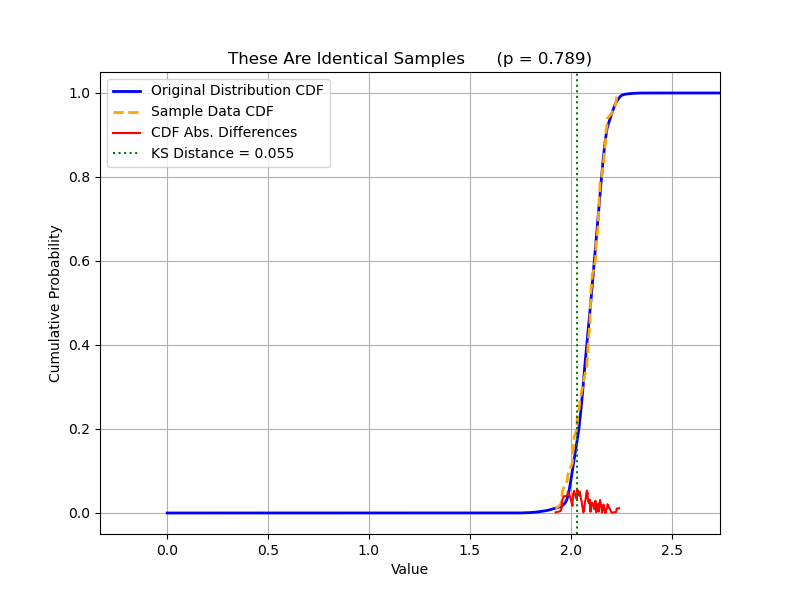 These Are Identical Samples (p = 0.789)
Original Distribution CDF
Sample Data CDF
CDF Abs. Differences
KS Distance = 0.055
Cumulative Probability
1.0
0.8
0.6
0.4
0.2
0.0
0.0 0.5 1.0 1.5 2.0 2.5
Value